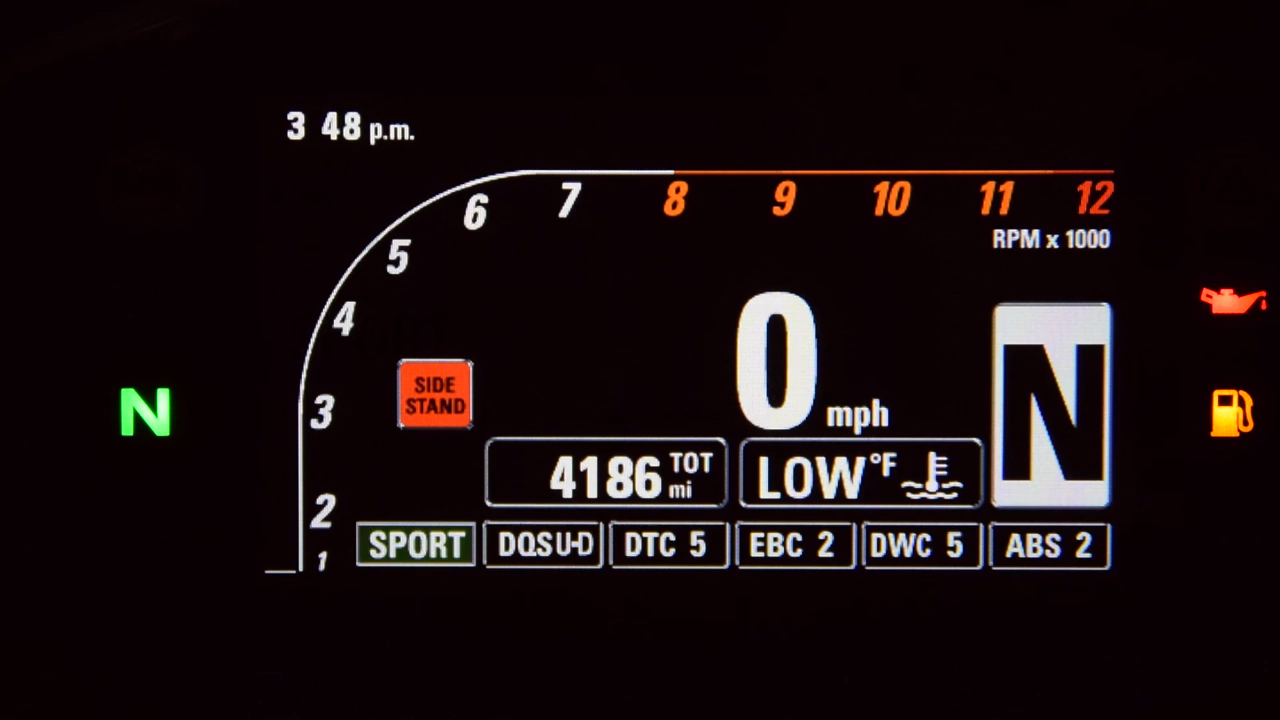 3 48 p.m.
7 8 9 10 11 12
6
RPM x 1000
5
4
SIDE
STAND
0 mph
N
N
3
4186 TOT mi
LOW °F
2
SPORT DQS U-D DTC 5 EBC 2 DWC 5 ABS 2
1